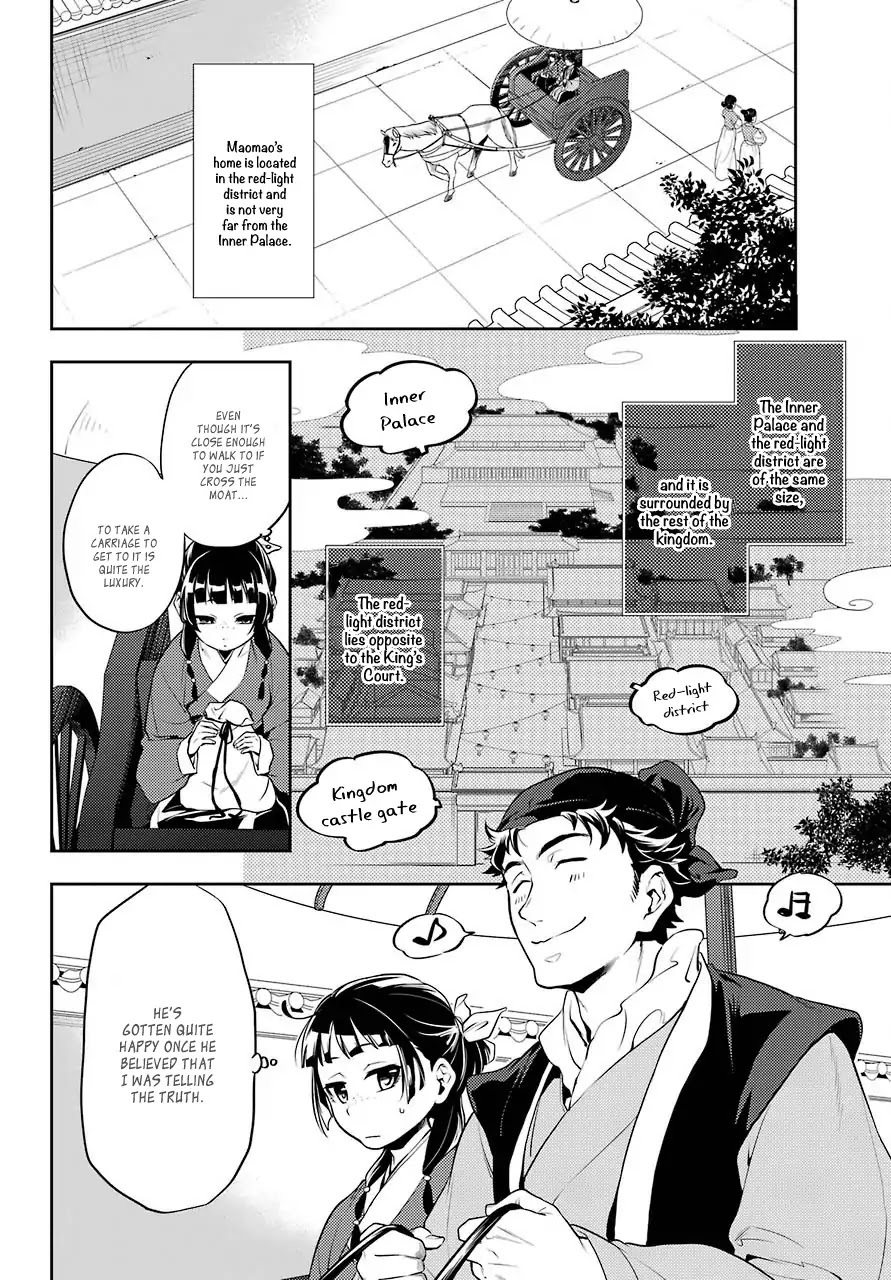 Maomao's
home is located
in the red-light
district and
is not very
far from the
Inner Palace.
The Inner
Palace and
the red-light
district are
of the same
size,
and it is
surrounded by
the rest of the
kingdom.
The red-
light district
lies opposite
to the King's
Court.
Inner
Palace
Red-light
district
Kingdom
castle gate
EVEN
THOUGH IT'S
CLOSE ENOUGH
TO WALK TO IF
YOU JUST
CROSS THE
MOAT...
TO TAKE A
CARRIAGE TO
GET TO IT IS
QUITE THE
LUXURY.
HE'S
GOTTEN QUITE
HAPPY ONCE HE
BELIEVED THAT
I WAS TELLING
THE TRUTH.